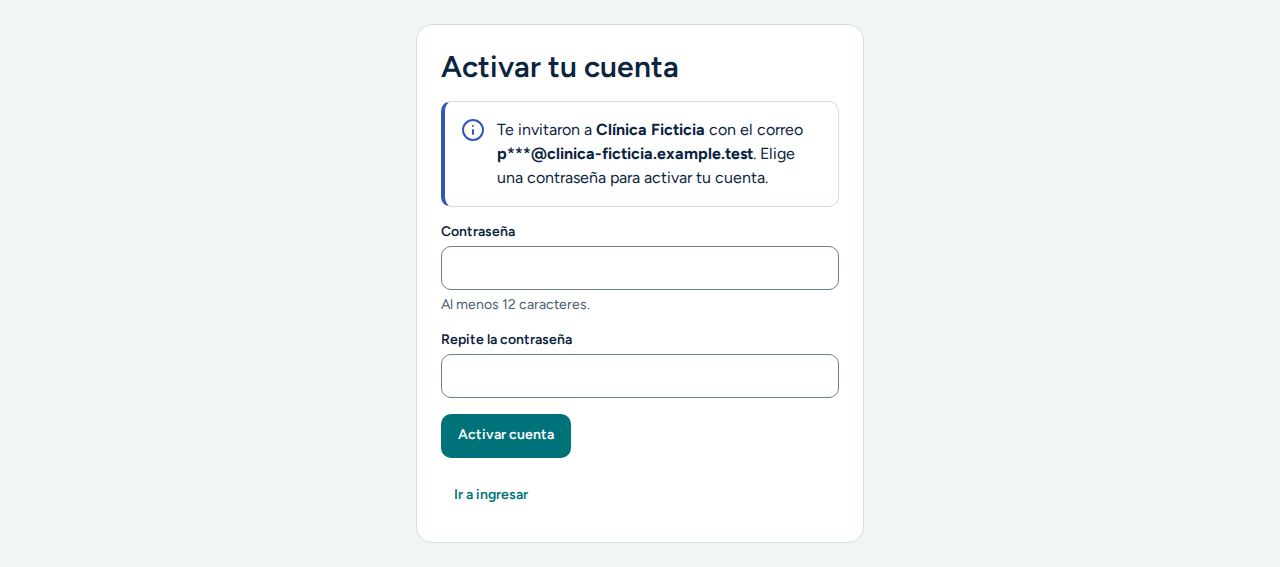 Activar tu cuenta
Te invitaron a Clínica Ficticia con el correo
p***@clinica-ficticia.example.test. Elige
una contraseña para activar tu cuenta.
Contraseña
Al menos 12 caracteres.
Repite la contraseña
Activar cuenta
Ir a ingresar